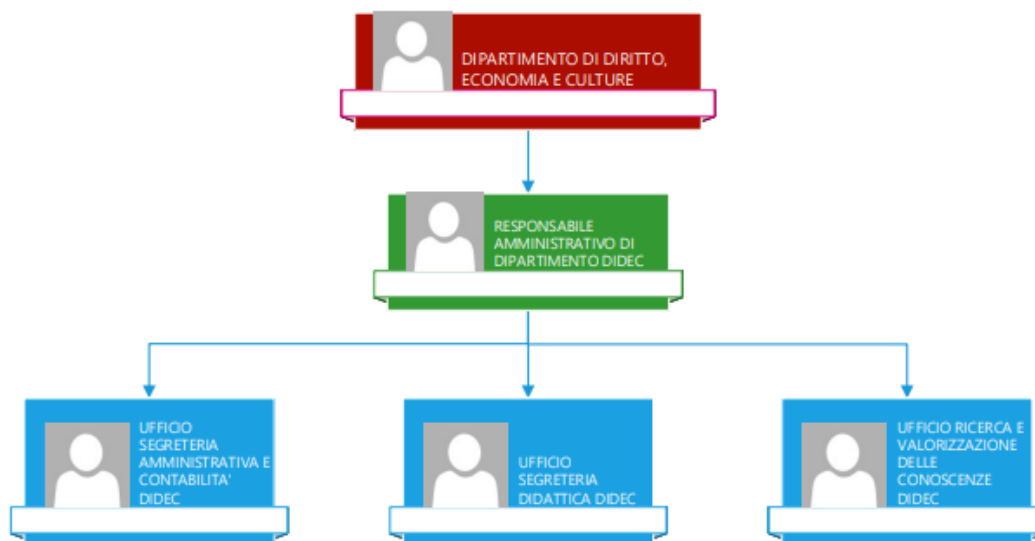 DIPARTIMENTO DI DIRITTO,
ECONOMIA E CULTURE
RESPONSABILE
AMMINISTRATIVO DI
DIPARTIMENTO DIDEC
UFFICIO
SEGRETERIA
AMMINISTRATIVA E
CONTABILITA'
DIDEC
UFFICIO
SEGRETERIA
DIDATTICA DIDEC
UFFICIO RICERCA E
VALORIZZAZIONE
DELLE
CONOSCENZE
DIDEC